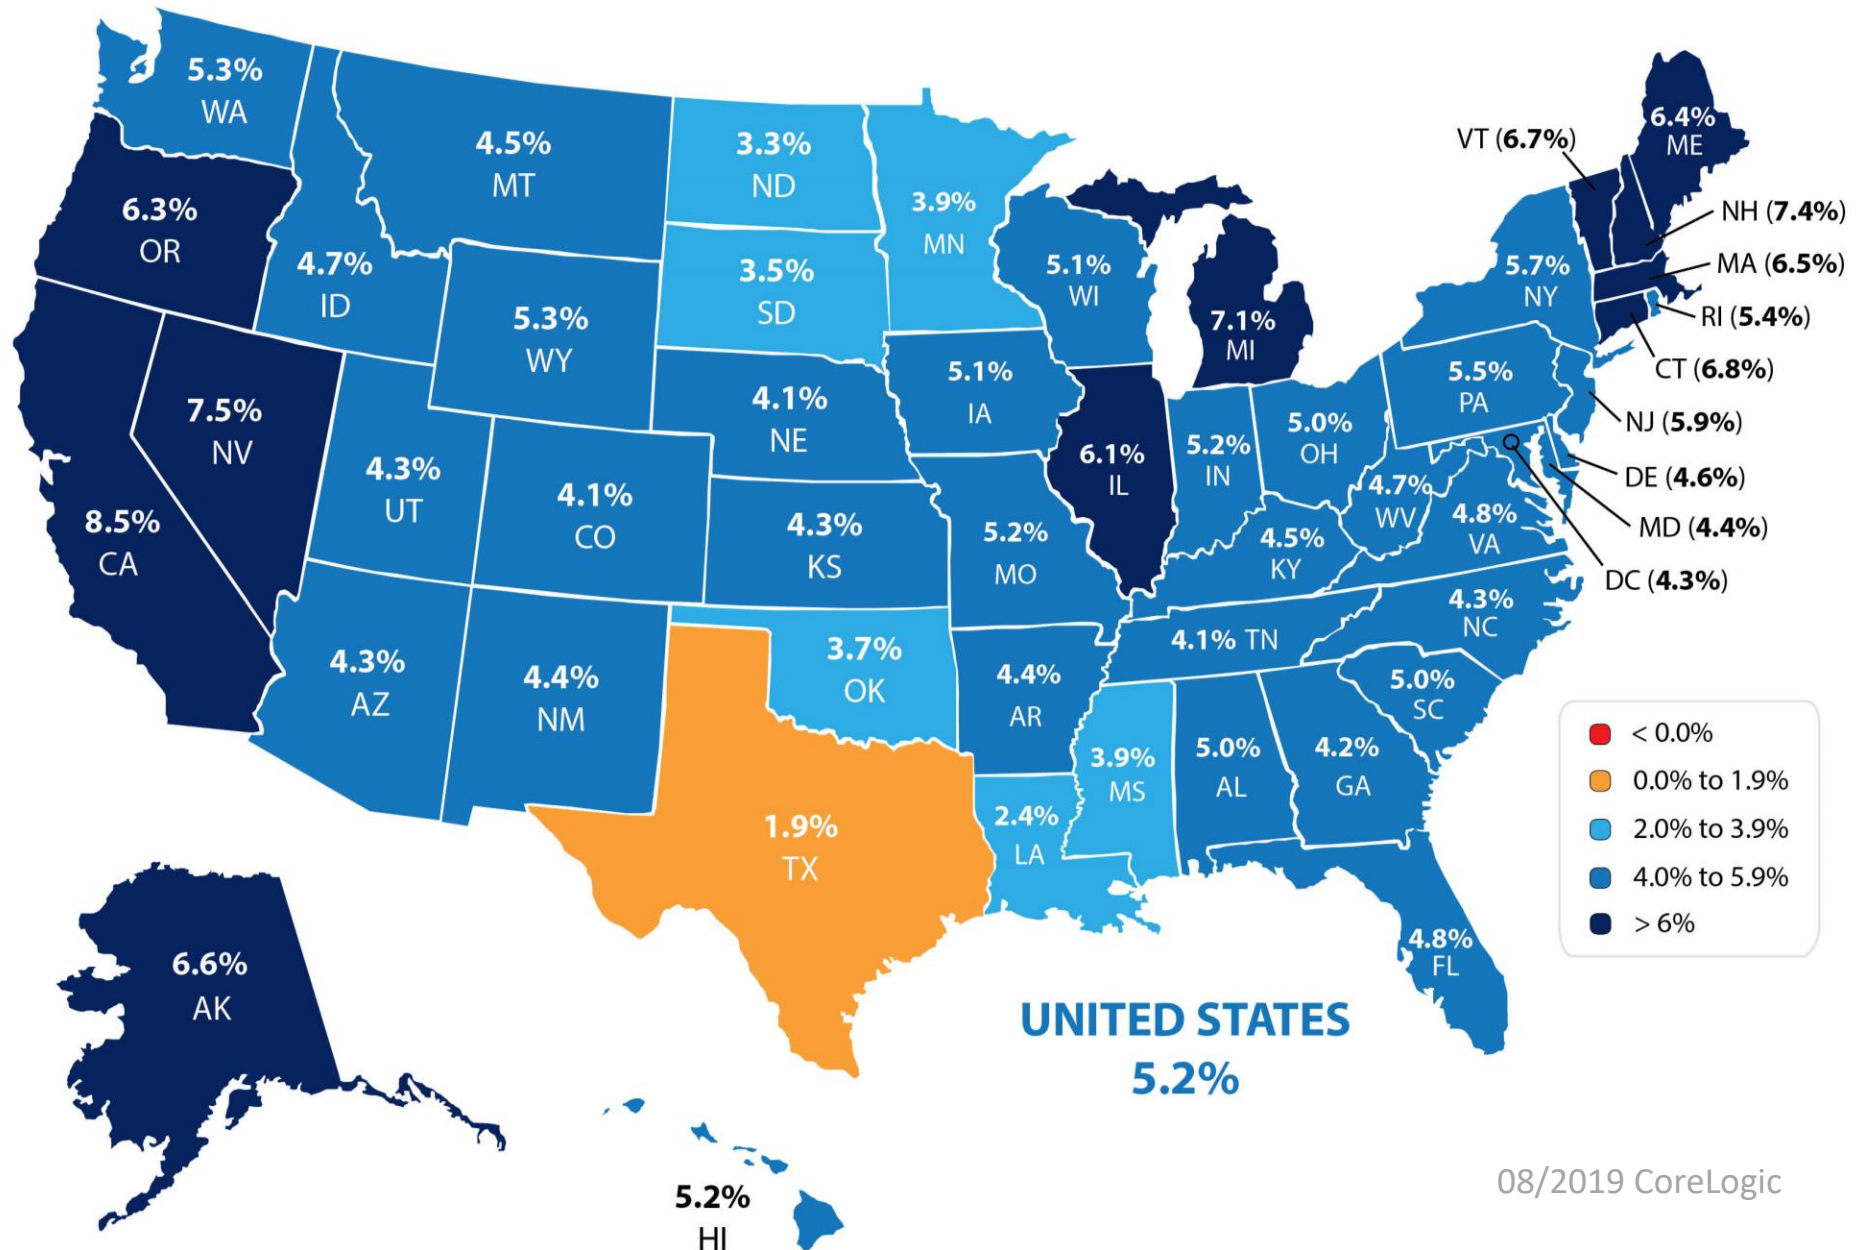 5.3%
WA
6.3%
OR
4.7%
ID
4.5%
MT
3.3%
ND
3.9%
MN
3.5%
SD
5.3%
WY
5.1%
WI
7.1%
MI
6.4%
ME
VT (6.7%)
NH (7.4%)
MA (6.5%)
5.7%
NY
RI (5.4%)
CT (6.8%)
5.5%
PA
NJ (5.9%)
DE (4.6%)
MD (4.4%)
DC (4.3%)
7.5%
NV
8.5%
CA
4.3%
UT
4.1%
CO
4.1%
NE
5.1%
IA
6.1%
IL
5.2%
IN
5.0%
OH
4.7%
WV
4.8%
VA
4.3%
KS
5.2%
MO
4.5%
KY
4.3%
NC
4.1% TN
4.3%
AZ
4.4%
NM
3.7%
OK
4.4%
AR
5.0%
SC
3.9%
MS
5.0%
AL
4.2%
GA
1.9%
TX
2.4%
LA
4.8%
FL
< 0.0%
0.0% to 1.9%
2.0% to 3.9%
4.0% to 5.9%
> 6%
6.6%
AK
UNITED STATES
5.2%
5.2%
HI
08/2019 CoreLogic